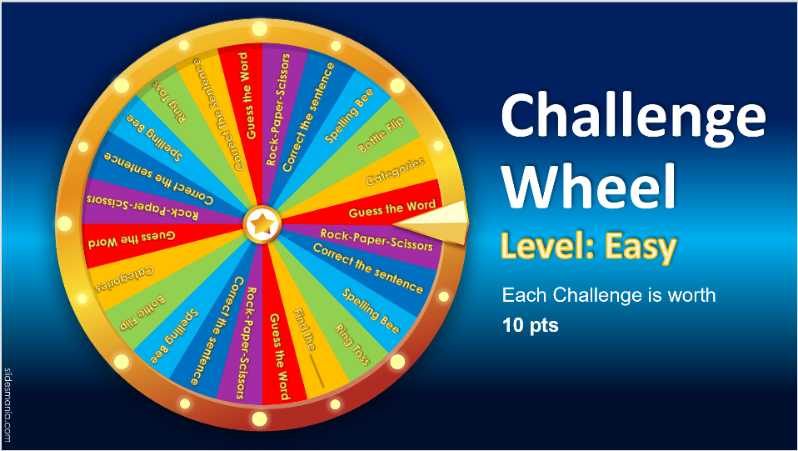 Challenge
Wheel
Level: Easy
Each Challenge is worth
10 pts
Guess the Word
Rock-Paper-Scissors
Correct the sentence
Spelling Bee
Bottle Flip
Categories
Guess the Word
Rock-Paper-Scissors
Correct the sentence
Spelling Bee
Ring Toss
Find the ____
Guess the Word
Rock-Paper-Scissors
Correct the sentence
Spelling Bee
Bottle Flip
Categories
Guess the Word
Rock-Paper-Scissors
Correct the sentence
Spelling Bee
Ring Toss
Correct The Sentence
slidesmania.com